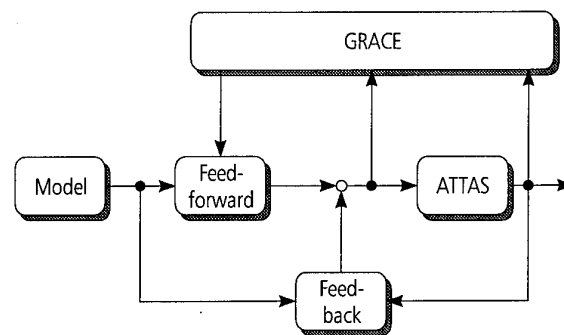 GRACE
Model
Feed-
forward
ATTAS
Feed-
back